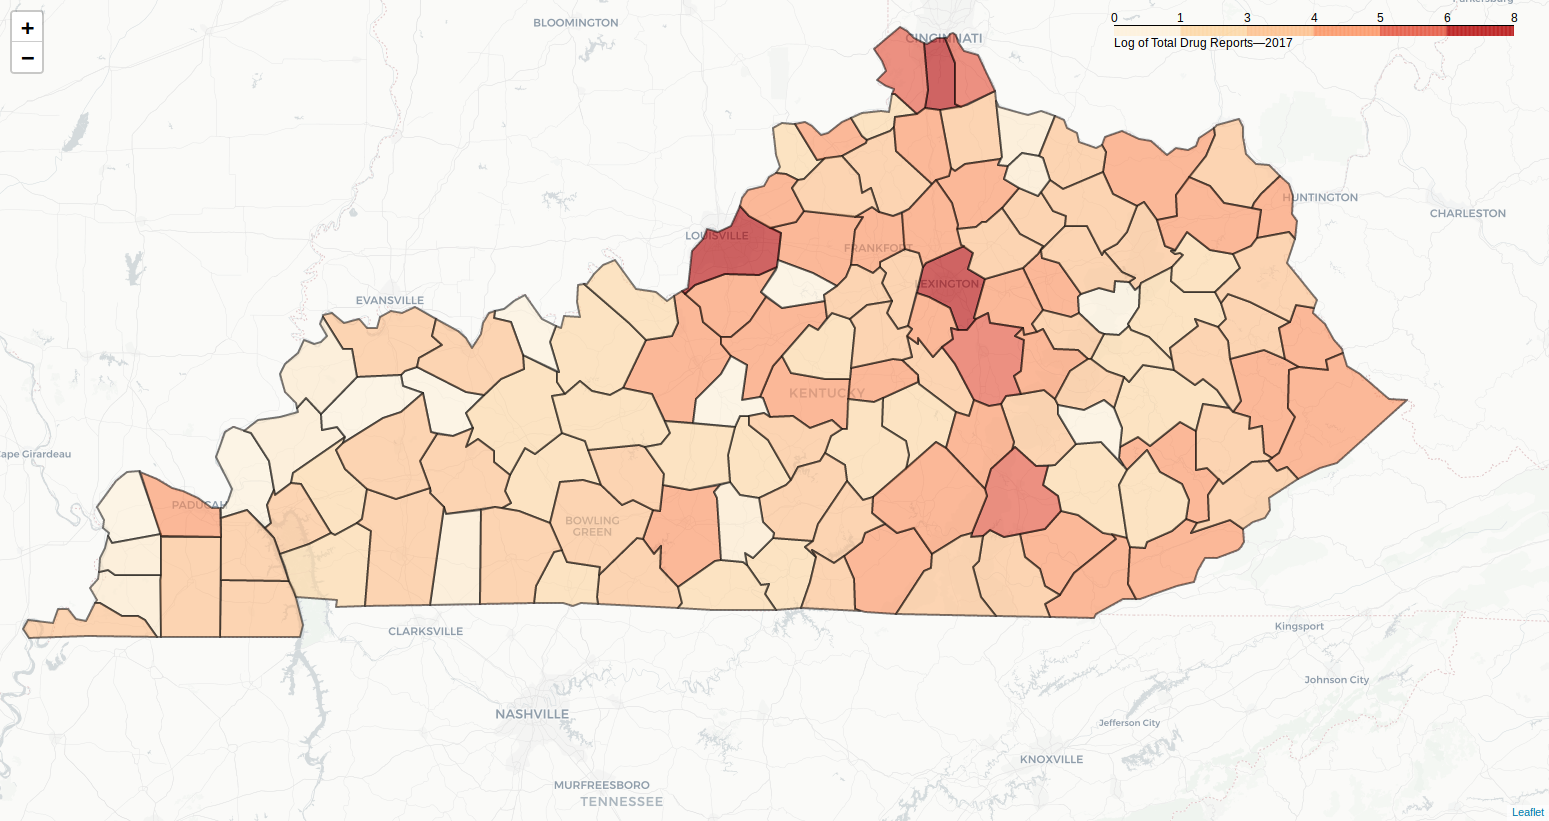 +
−
BLOOMINGTON
CINCINNATI
0 1 3 4 5 6 8
Log of Total Drug Reports—2017
HUNTINGTON
CHARLESTON
LOUISVILLE
FRANKFORT
LEXINGTON
EVANSVILLE
KENTUCKY
Cape Girardeau
PADUCAH
BOWLING
GREEN
CLARKSVILLE
Kingsport
Johnson City
NASHVILLE
Jefferson City
KNOXVILLE
MURFREESBORO
TENNESSEE
Leaflet